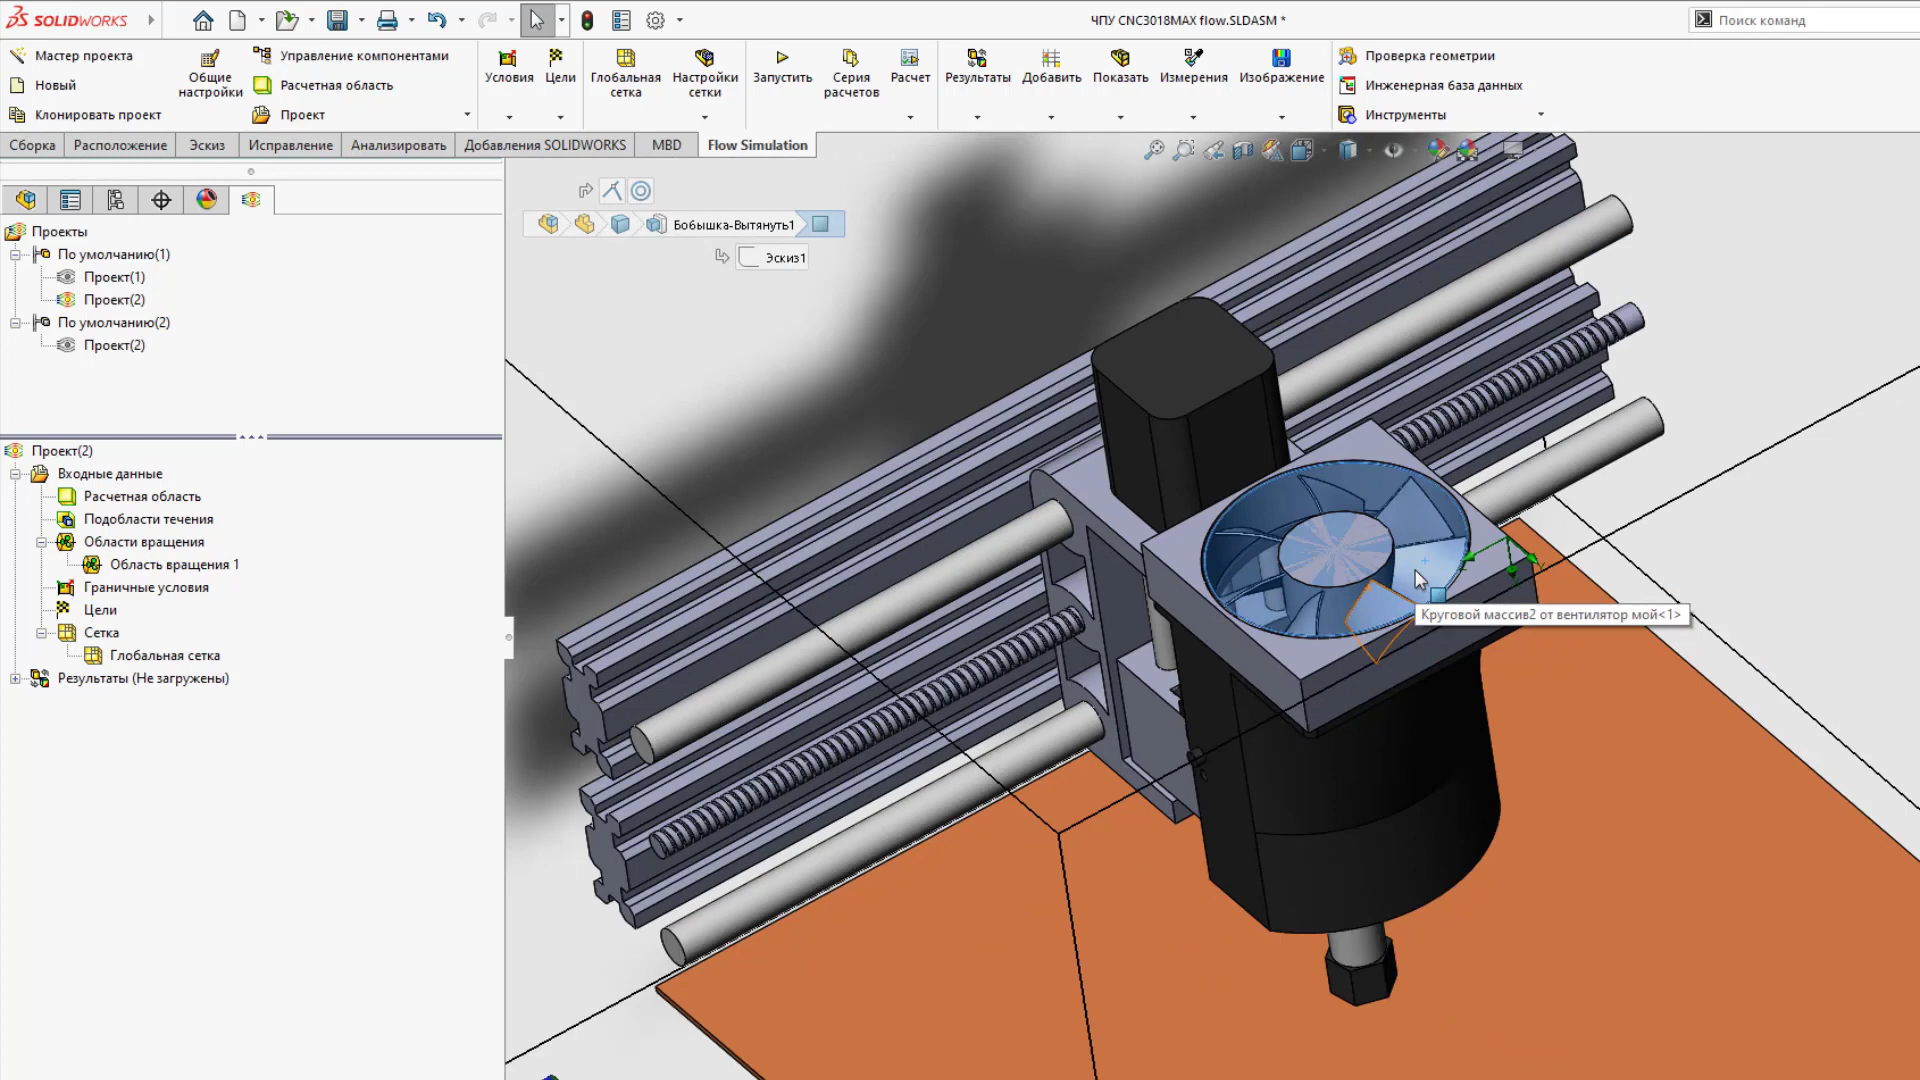 SOLIDWORKS
ЧПУ CNC3018MAX flow.SLDASM *
Поиск команд
Мастер проекта
Новый
Клонировать проект
Общие настройки
Управление компонентами
Расчетная область
Проект
Условия
Цели
Глобальная сетка
Настройки сетки
Запустить
Серия расчетов
Расчет
Результаты
Добавить
Показать
Измерения
Изображение
Проверка геометрии
Инженерная база данных
Инструменты
Сборка
Расположение
Эскиз
Исправление
Анализировать
Добавления SOLIDWORKS
MBD
Flow Simulation
Проекты
По умолчанию(1)
Проект(1)
Проект(2)
По умолчанию(2)
Проект(2)
Проект(2)
Входные данные
Расчетная область
Подобласти течения
Области вращения
Область вращения 1
Граничные условия
Цели
Сетка
Глобальная сетка
Результаты (Не загружены)
Бобышка-Вытянуть1
Эскиз1
Круговой массив2 от вентилятор мой<1>